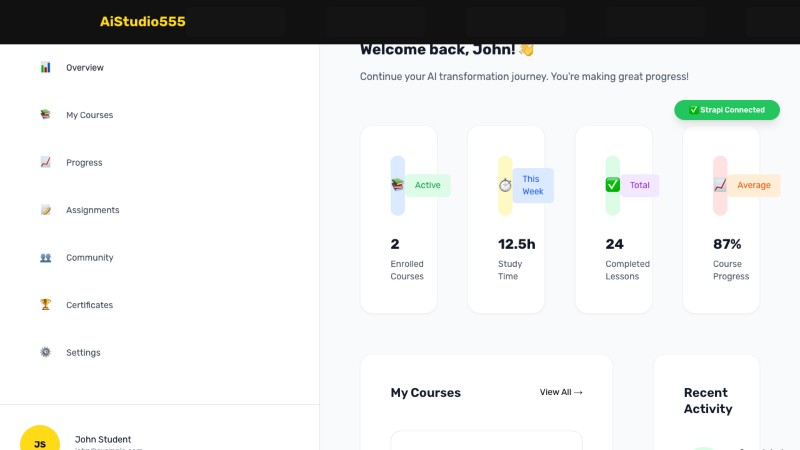 AiStudio555
Overview
My Courses
Progress
Assignments
Community
Certificates
Settings
JS
John Student
Welcome back, John! 👋
Continue your AI transformation journey. You're making great progress!
✅ Strapi Connected
Active
2
Enrolled
Courses
This
Week
12.5h
Study
Time
Total
24
Completed
Lessons
Average
87%
Course
Progress
My Courses
View All →
Recent
Activity